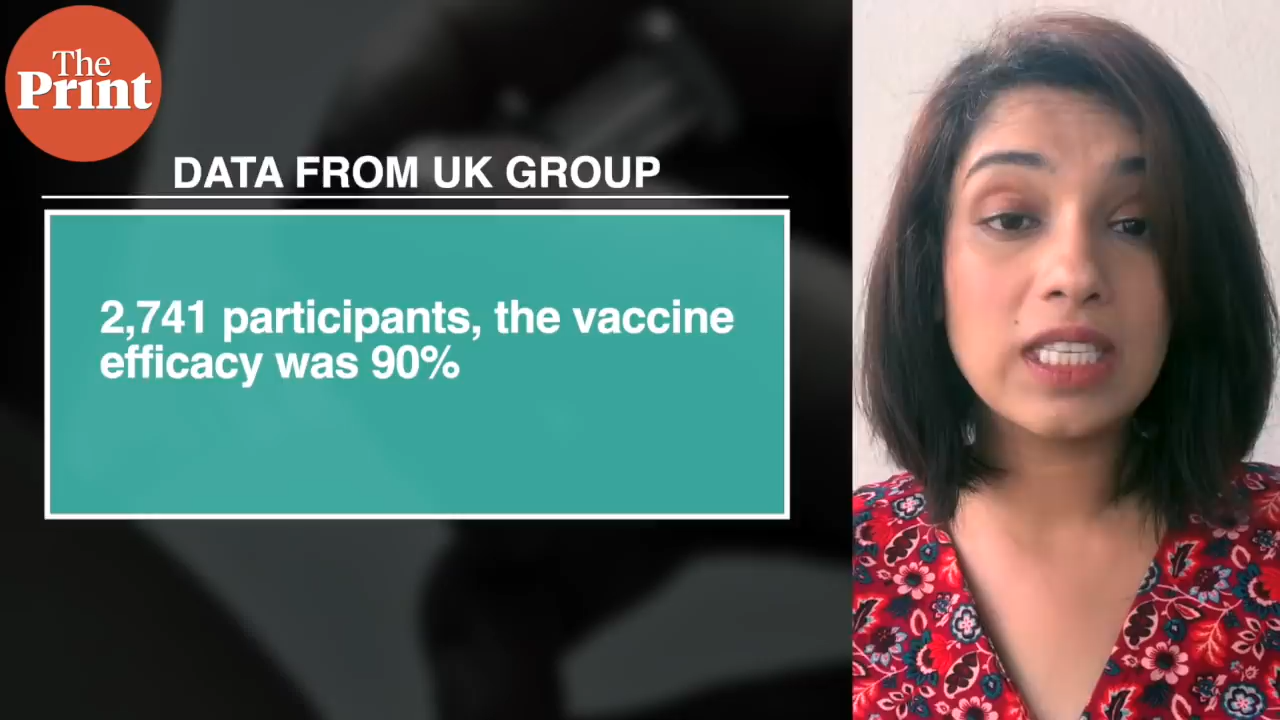 The
Print
DATA FROM UK GROUP
2,741 participants, the vaccine
efficacy was 90%